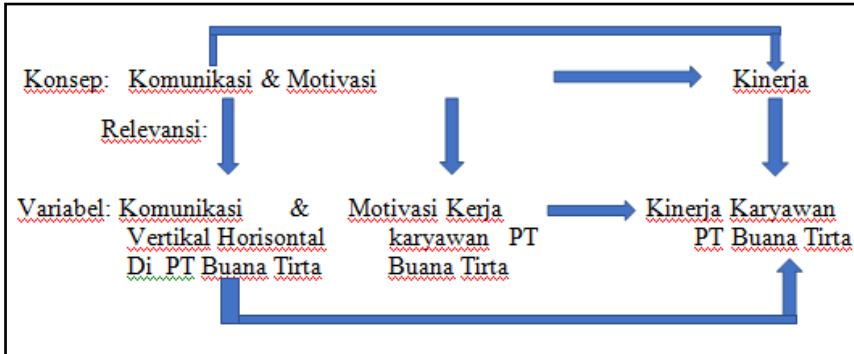 Konsep: Komunikasi & Motivasi Kinerja
Relevansi:
Variabel: Komunikasi & Motivasi Kerja Kinerja Karyawan
Vertikal Horisontal karyawan PT PT Buana Tirta
Di PT Buana Tirta Buana Tirta